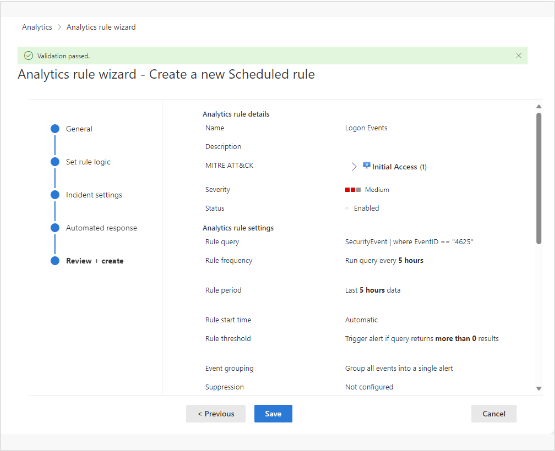 Analytics > Analytics rule wizard
Validation passed.
Analytics rule wizard - Create a new Scheduled rule
General
Set rule logic
Incident settings
Automated response
Review + create
Analytics rule details
Name Logon Events
Description
MITRE ATT&CK Initial Access (1)
Severity Medium
Status Enabled
Analytics rule settings
Rule query SecurityEvent | where EventID == "4625"
Rule frequency Run query every 5 hours
Rule period Last 5 hours data
Rule start time Automatic
Rule threshold Trigger alert if query returns more than 0 results
Event grouping Group all events into a single alert
Suppression Not configured
< Previous Save Cancel